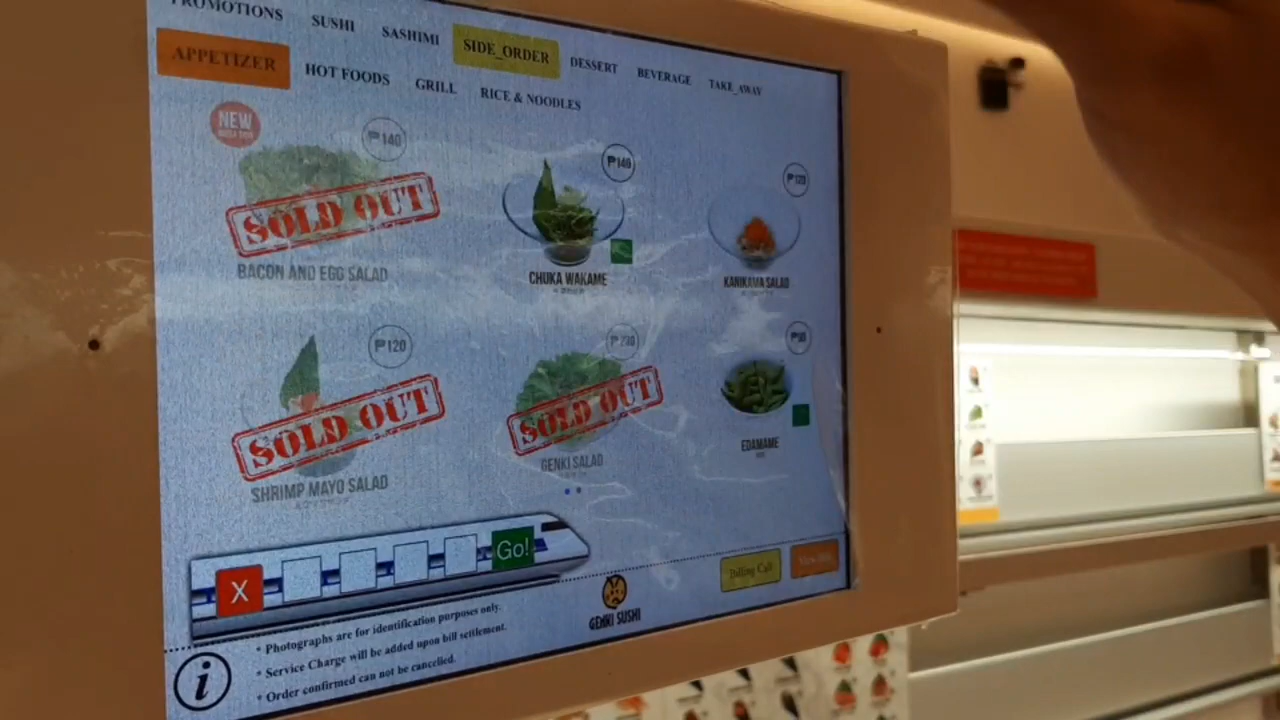 PROMOTIONS SUSHI SASHIMI SIDE_ORDER DESSERT BEVERAGE TAKE_AWAY
APPETIZER HOT FOODS GRILL RICE & NOODLES
NEW
₱140
SOLD OUT
BACON AND EGG SALAD
₱140
CHUKA WAKAME
₱120
KANIKAMA SALAD
₱120
SOLD OUT
SHRIMP MAYO SALAD
SOLD OUT
GENKI SALAD
EDAMAME
X
Go!
GENKI SUSHI
Billing Call
View Bill
i
* Photographs are for identification purposes only.
* Service Charge will be added upon bill settlement.
* Order confirmed can not be cancelled.